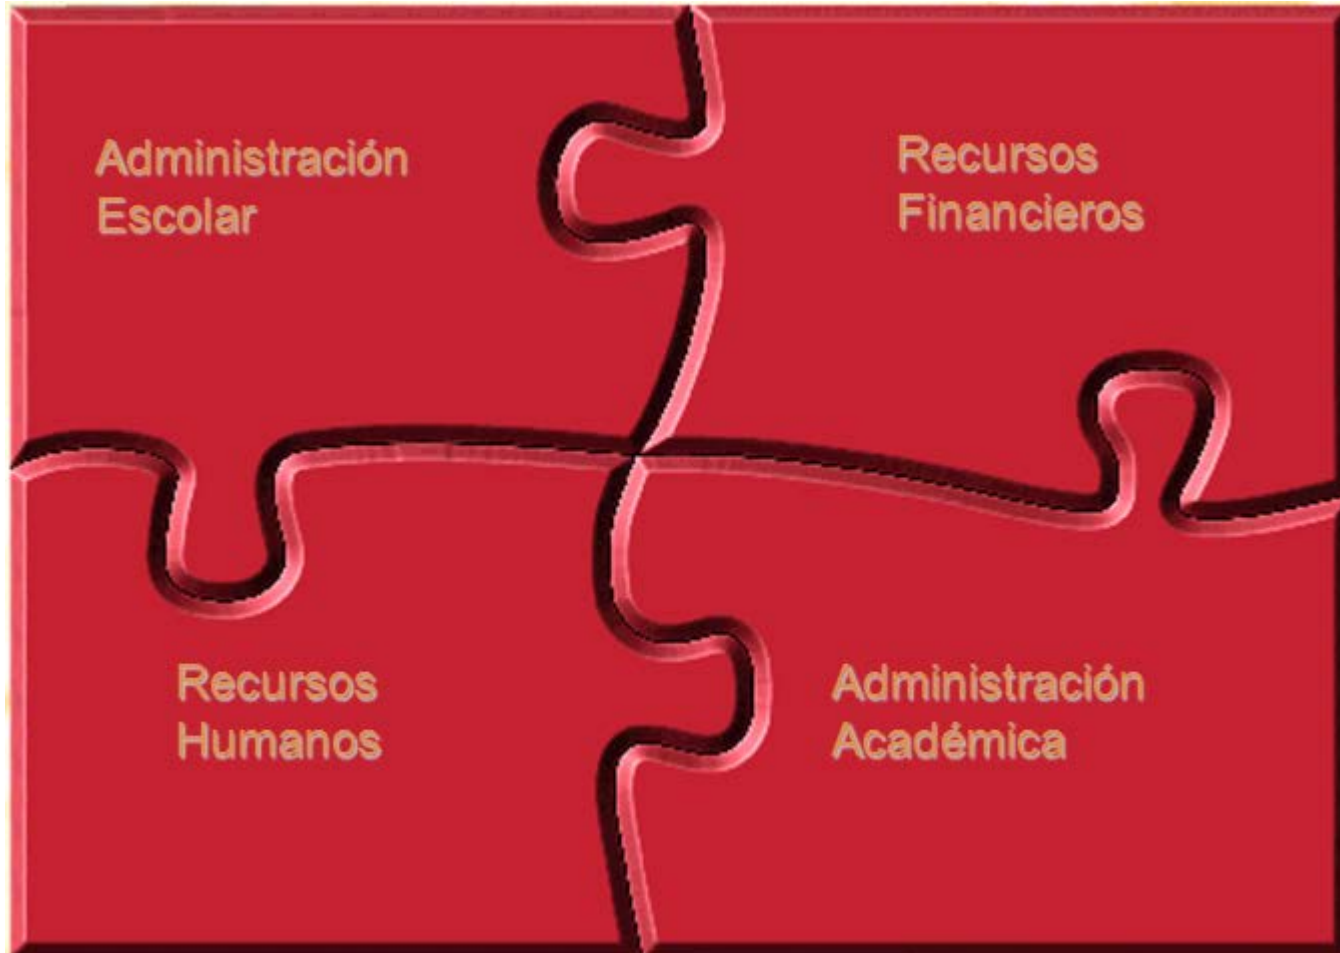 Administración
Escolar
Recursos
Financieros
Recursos
Humanos
Administración
Académica